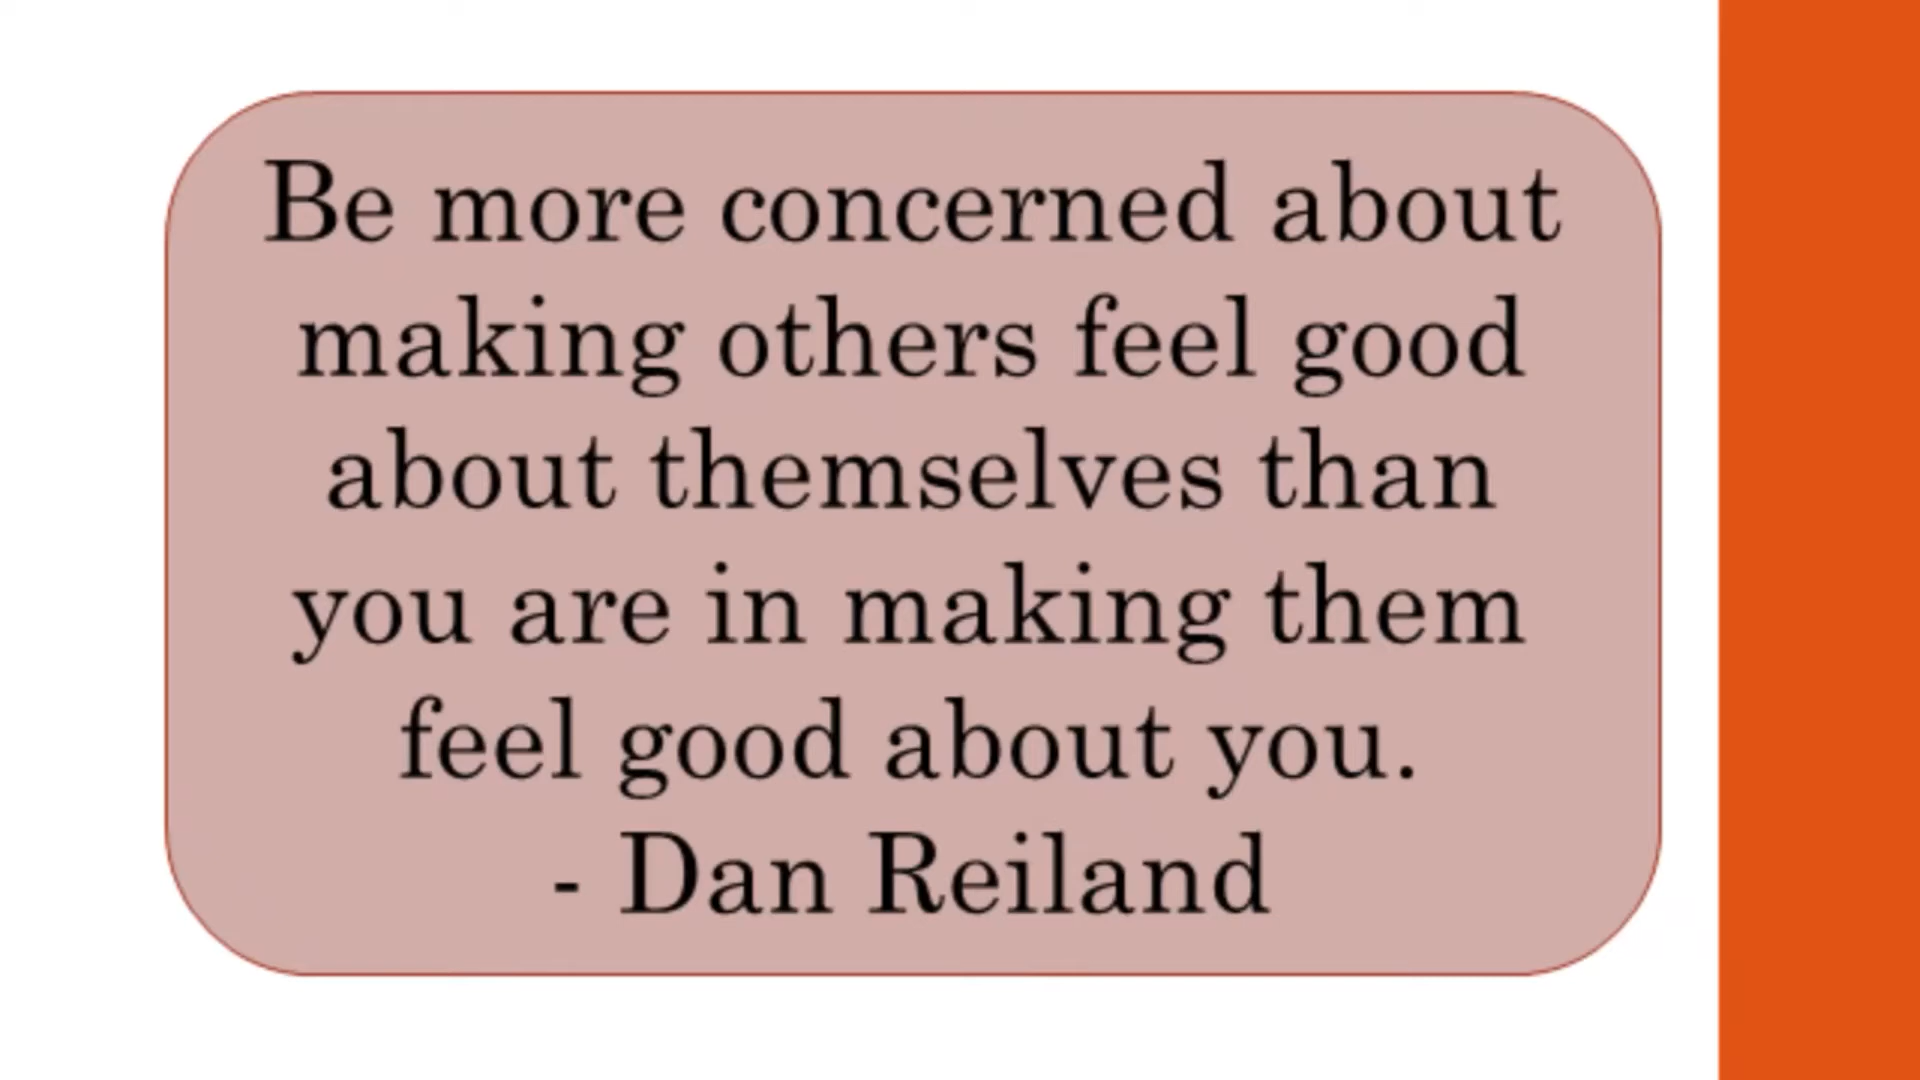 Be more concerned about
making others feel good
about themselves than
you are in making them
feel good about you.
- Dan Reiland